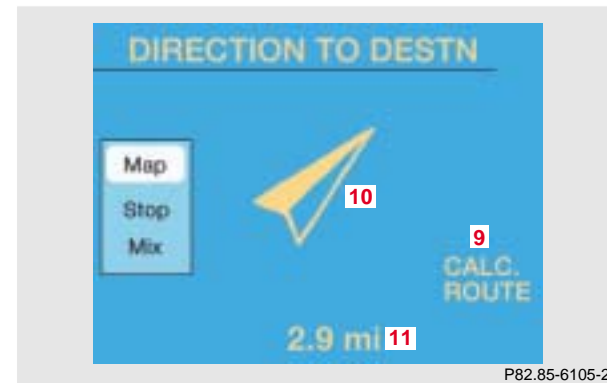 DIRECTION TO DESTN
Map
Stop
Mix
10
9
CALC.
ROUTE
2.9 mi 11
P82.85-6105-2